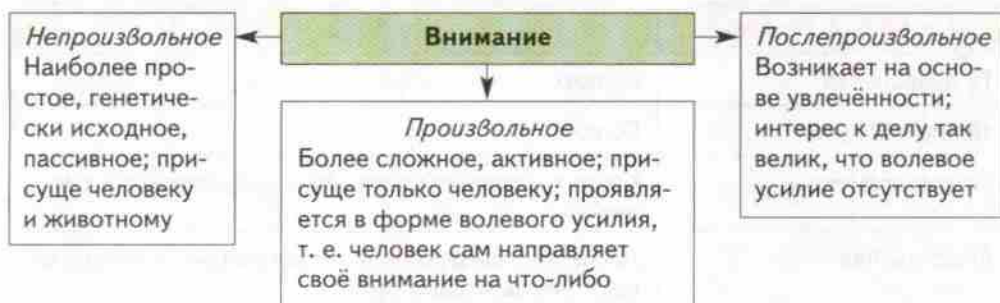 Внимание
Непроизвольное
Наиболее про-
стое, генетиче-
ски исходное,
пассивное; при-
суще человеку
и животному
Произвольное
Более сложное, активное; при-
суще только человеку; проявля-
ется в форме волевого усилия,
т. е. человек сам направляет
своё внимание на что-либо
Послепроизвольное
Возникает на осно-
ве увлечённости;
интерес к делу так
велик, что волевое
усилие отсутствует